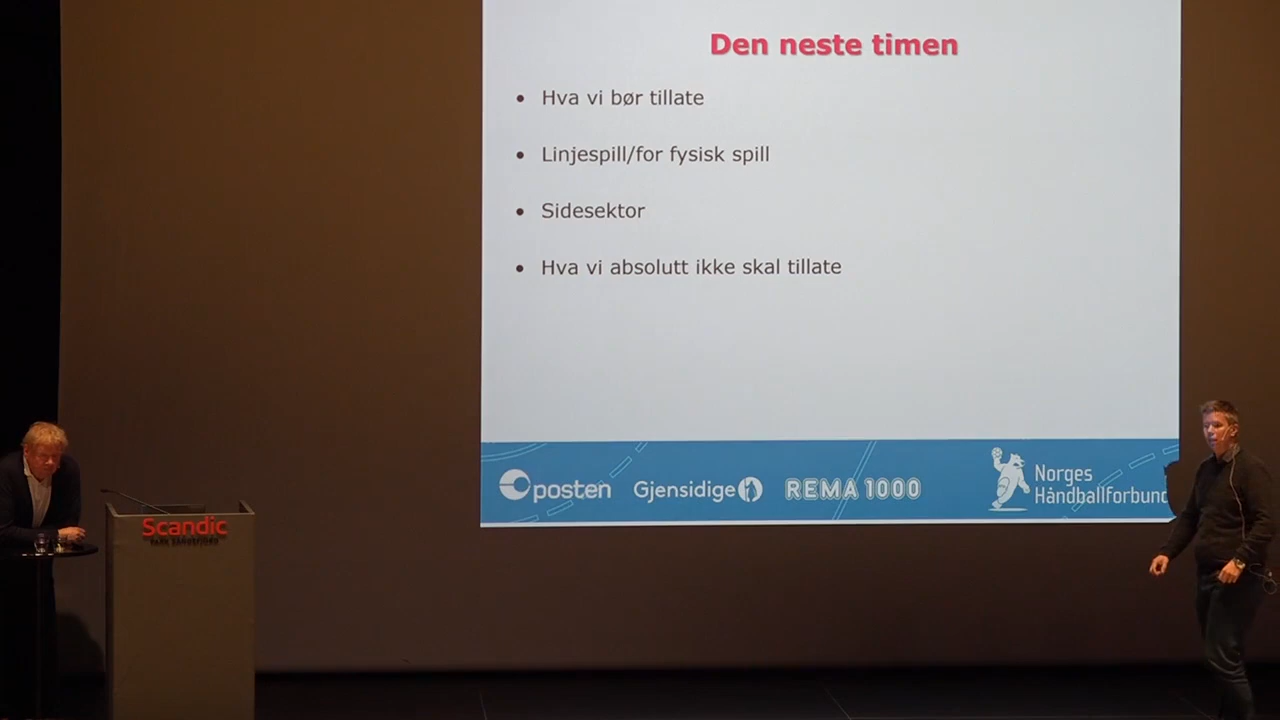 Den neste timen
• Hva vi bør tillate
• Linjespill/for fysisk spill
• Sidesektor
• Hva vi absolutt ikke skal tillate
posten
Gjensidige
REMA 1000
Norges
Håndballforbund
Scandic